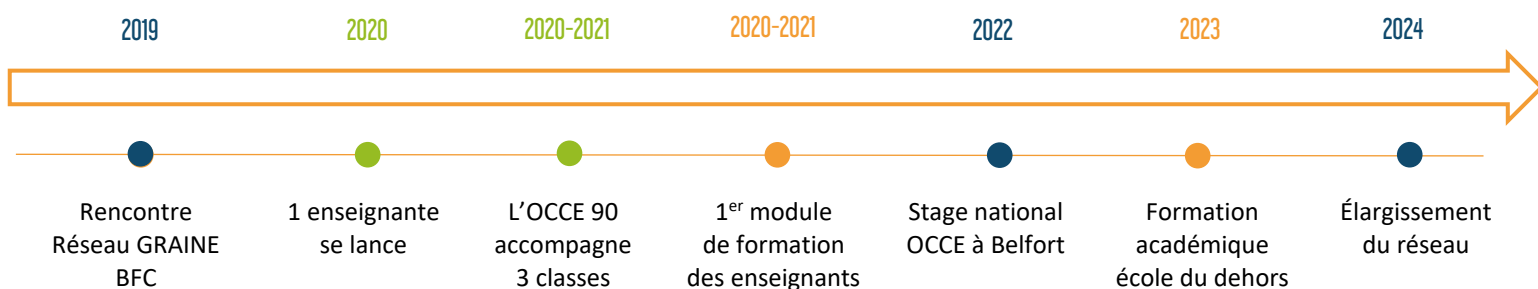 2019
2020
2020-2021
2020-2021
2022
2023
2024
Rencontre
Réseau GRAINE
BFC
1 enseignante
se lance
L'OCCE 90
accompagne
3 classes
1er module
de formation
des enseignants
Stage national
OCCE à Belfort
Formation
académique
école du dehors
Élargissement
du réseau